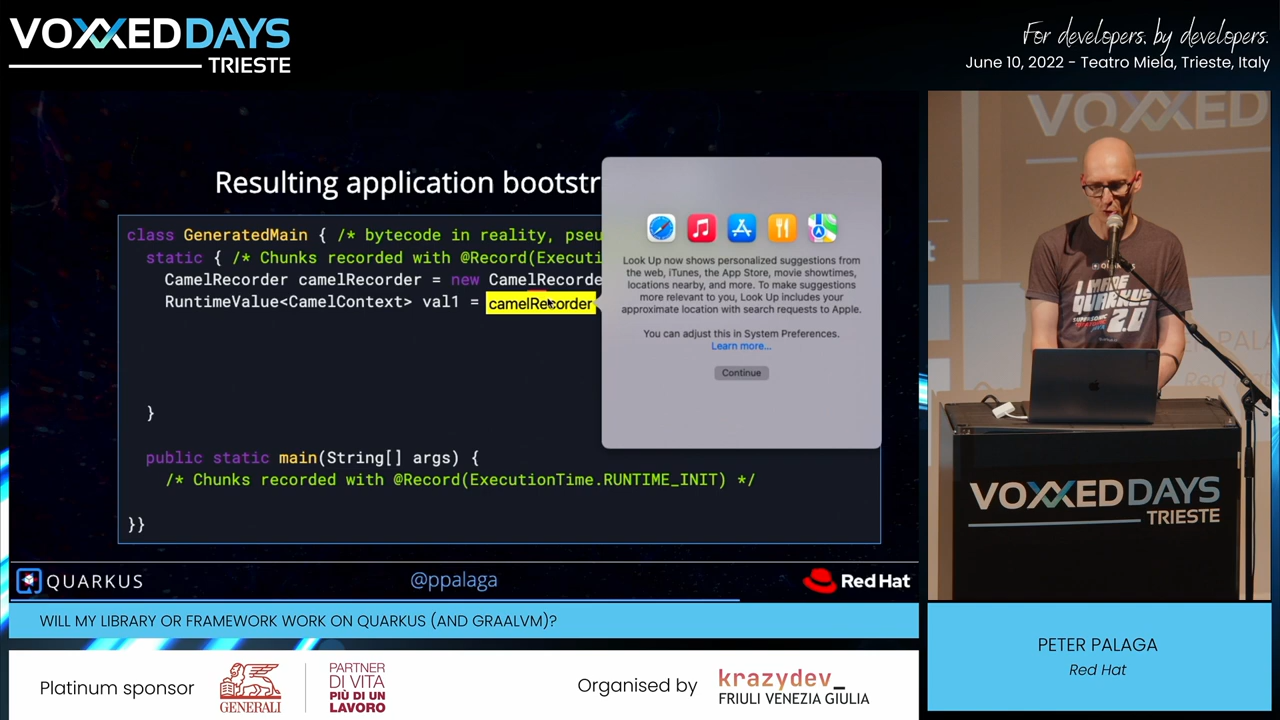 VOXXEDDAYS
TRIESTE
For developers, by developers.
June 10, 2022 - Teatro Miela, Trieste, Italy
Resulting application bootstr
class GeneratedMain { /* bytecode in reality, pseu
static { /* Chunks recorded with @Record(Executi
CamelRecorder camelRecorder = new CamelRecorde
RuntimeValue<CamelContext> val1 = camelRecorder
}
public static main(String[] args) {
/* Chunks recorded with @Record(ExecutionTime.RUNTIME_INIT) */
}}
Look Up now shows personalized suggestions from
the web, iTunes, the App Store, movie showtimes,
locations nearby, and more. To make suggestions
more relevant to you, Look Up includes your
approximate location with search requests to Apple.
You can adjust this in System Preferences.
Learn more...
Continue
QUARKUS
@ppalaga
Red Hat
VOXXED
I MADE
QUARKUS
2.0
VOXXEDDAYS
TRIESTE
WILL MY LIBRARY OR FRAMEWORK WORK ON QUARKUS (AND GRAALVM)?
PETER PALAGA
Red Hat
Platinum sponsor
GENERALI
PARTNER
DI VITA
PIÙ DI UN
LAVORO
Organised by
krazydev_
FRIULI VENEZIA GIULIA